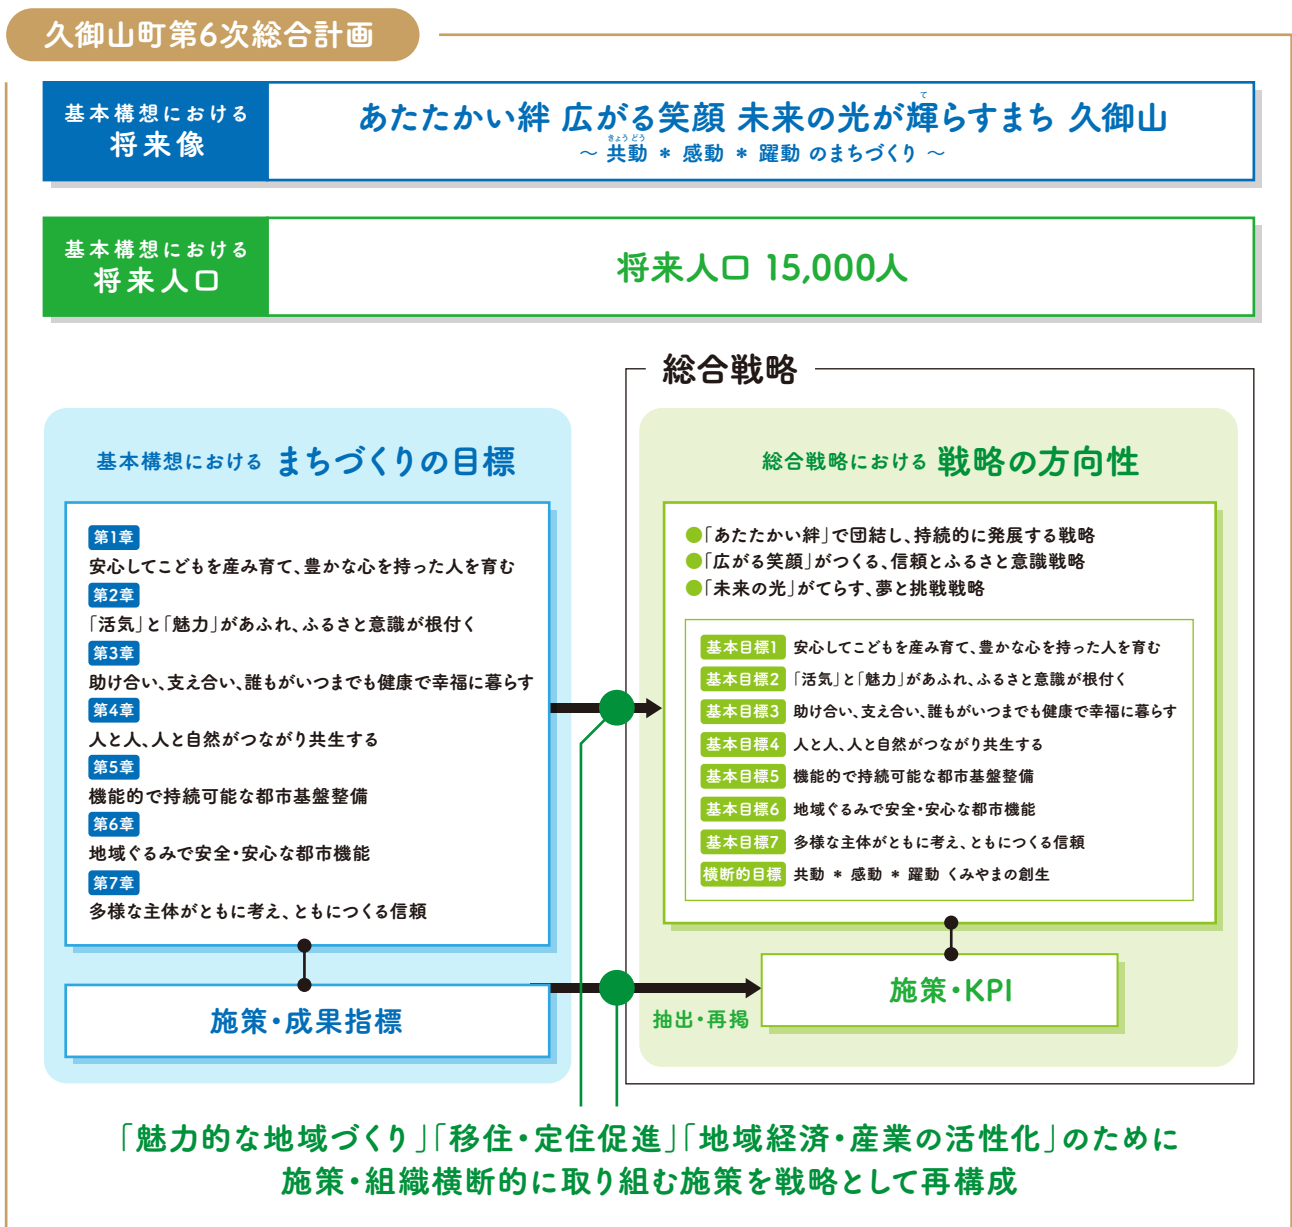 久御山町第6次総合計画
基本構想における
将来像
あたたかい絆 広がる笑顔 未来の光が輝らすまち 久御山
て
～ 共動 * 感動 * 躍動 のまちづくり ～
きょうどう
基本構想における
将来人口
将来人口 15,000人
総合戦略
基本構想における まちづくりの目標
第1章
安心してこどもを産み育て、豊かな心を持った人を育む
第2章
「活気」と「魅力」があふれ、ふるさと意識が根付く
第3章
助け合い、支え合い、誰もがいつまでも健康で幸福に暮らす
第4章
人と人、人と自然がつながり共生する
第5章
機能的で持続可能な都市基盤整備
第6章
地域ぐるみで安全・安心な都市機能
第7章
多様な主体がともに考え、ともにつくる信頼
施策・成果指標
総合戦略における 戦略の方向性
●「あたたかい絆」で団結し、持続的に発展する戦略
●「広がる笑顔」がつくる、信頼とふるさと意識戦略
●「未来の光」がてらす、夢と挑戦戦略
基本目標1 安心してこどもを産み育て、豊かな心を持った人を育む
基本目標2 「活気」と「魅力」があふれ、ふるさと意識が根付く
基本目標3 助け合い、支え合い、誰もがいつまでも健康で幸福に暮らす
基本目標4 人と人、人と自然がつながり共生する
基本目標5 機能的で持続可能な都市基盤整備
基本目標6 地域ぐるみで安全・安心な都市機能
基本目標7 多様な主体がともに考え、ともにつくる信頼
横断的目標 共動 * 感動 * 躍動 くみやまの創生
施策・KPI
抽出・再掲
「魅力的な地域づくり」「移住・定住促進」「地域経済・産業の活性化」のために
施策・組織横断的に取り組む施策を戦略として再構成